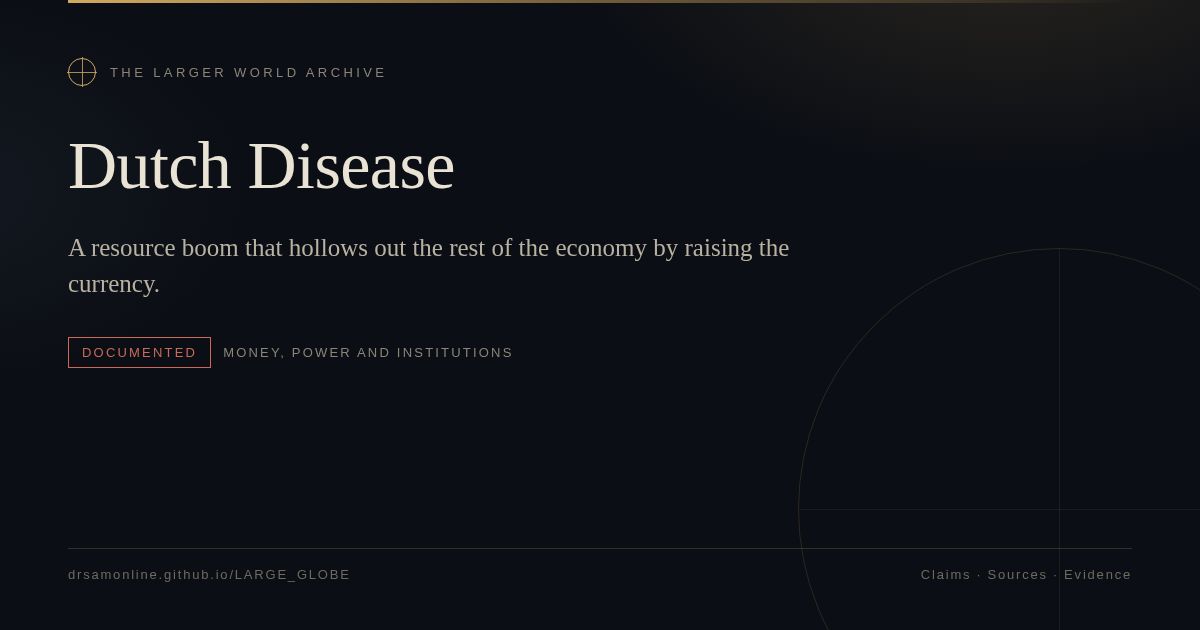 THE LARGER WORLD ARCHIVE
Dutch Disease
A resource boom that hollows out the rest of the economy by raising the
currency.
DOCUMENTED MONEY, POWER AND INSTITUTIONS
drsamonline.github.io/LARGE_GLOBE Claims · Sources · Evidence